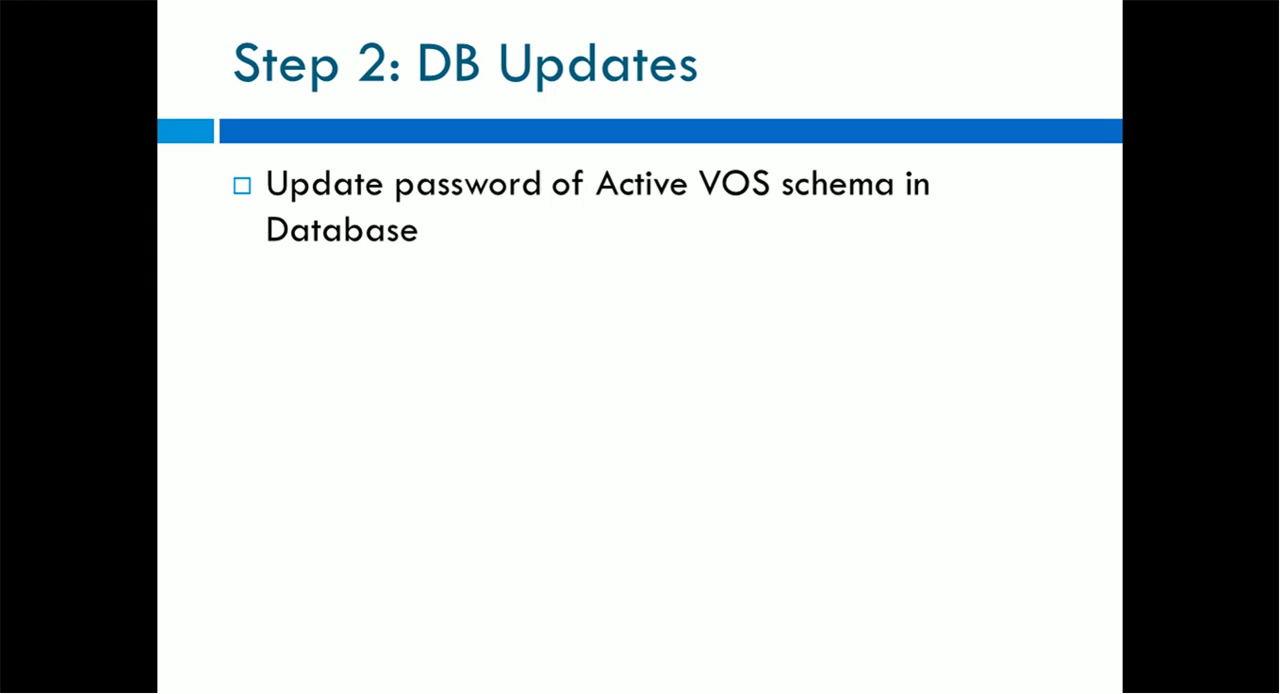 Step 2: DB Updates
Update password of Active VOS schema in
Database